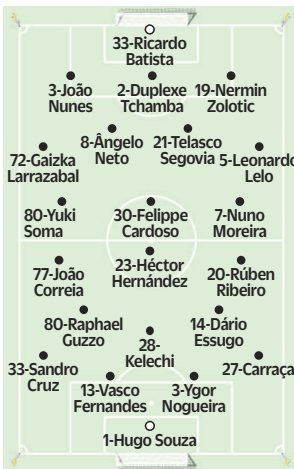 33-Ricardo
Batista
3-João
Nunes
2-Duplexe
Tchamba
19-Nermin
Zolotic
8-Ângelo
Neto
21-Telasco
Segovia
72-Gaizka
Larrazabal
5-Leonardo
Lelo
80-Yuki
Soma
30-Felippe
Cardoso
7-Nuno
Moreira
23-Héctor
Hernández
77-João
Correia
20-Rúben
Ribeiro
80-Raphael
Guzzo
14-Dário
Essugo
28-
Kelechi
33-Sandro
Cruz
27-Carraça
13-Vasco
Fernandes
3-Ygor
Nogueira
1-Hugo Souza